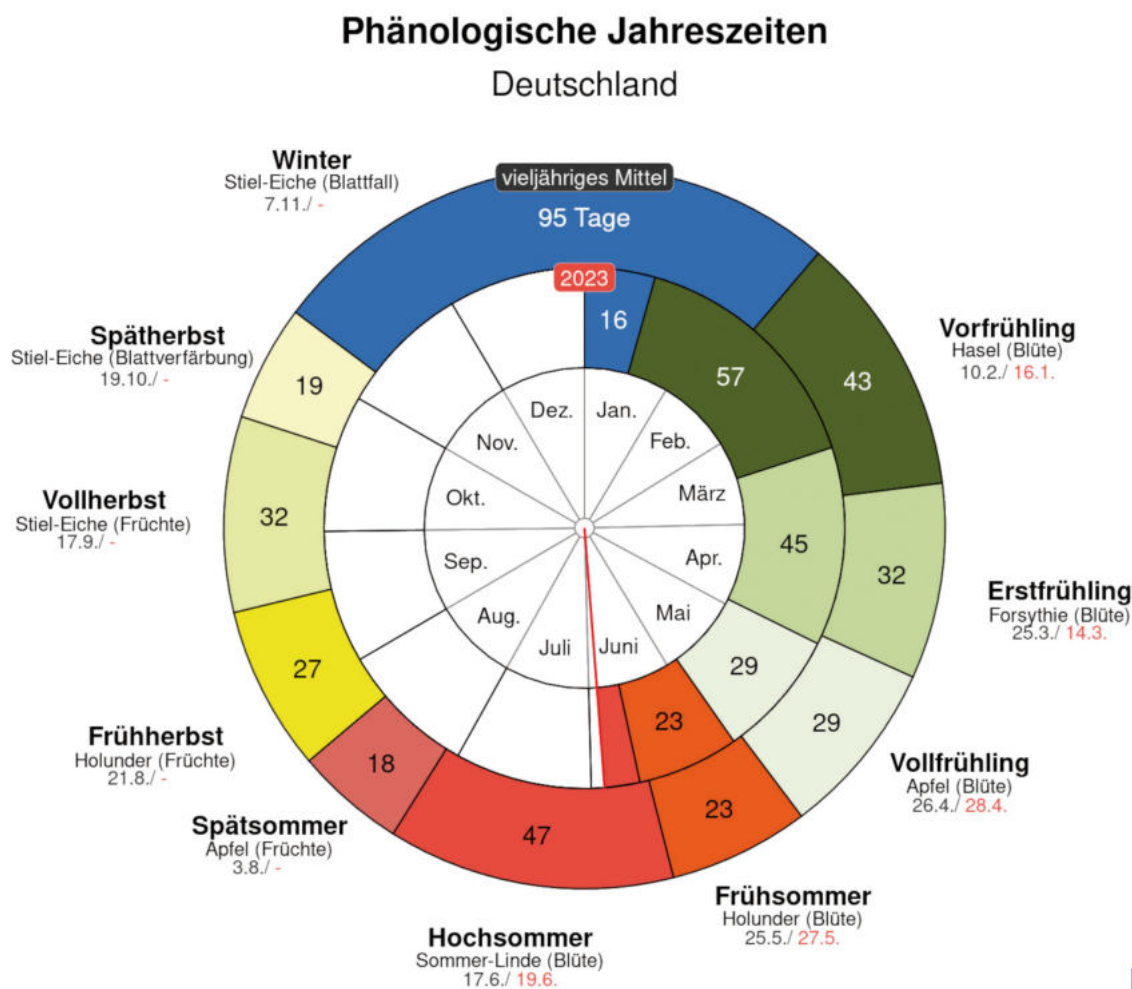 Phänologische Jahreszeiten
Deutschland
Winter
Stiel-Eiche (Blattfall)
7.11./ -
vieljähriges Mittel
95 Tage
2023
16
57
43
Vorfrühling
Hasel (Blüte)
10.2./ 16.1.
Spätherbst
Stiel-Eiche (Blattverfärbung)
19.10./ -
19
Dez.
Jan.
Nov.
Feb.
Okt.
März
Vollherbst
Stiel-Eiche (Früchte)
17.9./ -
32
Sep.
Apr.
45
32
Erstfrühling
Forsythie (Blüte)
25.3./ 14.3.
Aug.
Mai
Juli
Juni
27
29
29
Frühherbst
Holunder (Früchte)
21.8./ -
18
23
Vollfrühling
Apfel (Blüte)
26.4./ 28.4.
Spätsommer
Apfel (Früchte)
3.8./ -
47
23
Frühsommer
Holunder (Blüte)
25.5./ 27.5.
Hochsommer
Sommer-Linde (Blüte)
17.6./ 19.6.